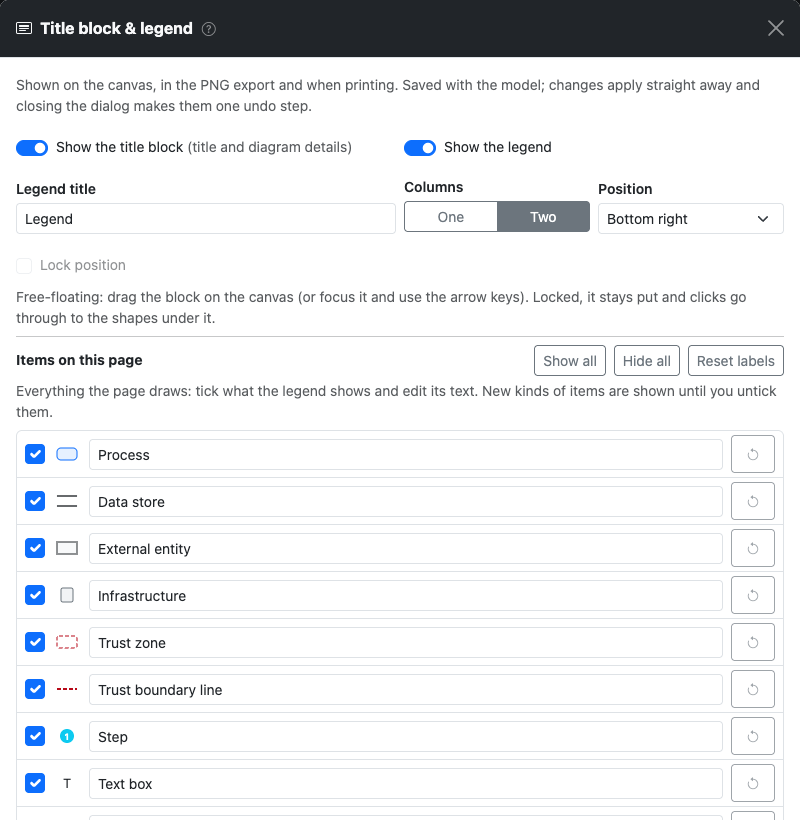 Title block & legend ?
Shown on the canvas, in the PNG export and when printing. Saved with the model; changes apply straight away and
closing the dialog makes them one undo step.
Show the title block (title and diagram details)
Show the legend
Legend title
Columns
Position
Legend
One
Two
Bottom right
Lock position
Free-floating: drag the block on the canvas (or focus it and use the arrow keys). Locked, it stays put and clicks go
through to the shapes under it.
Items on this page
Show all
Hide all
Reset labels
Everything the page draws: tick what the legend shows and edit its text. New kinds of items are shown until you untick
them.
Process
Data store
External entity
Infrastructure
Trust zone
Trust boundary line
1
Step
T
Text box